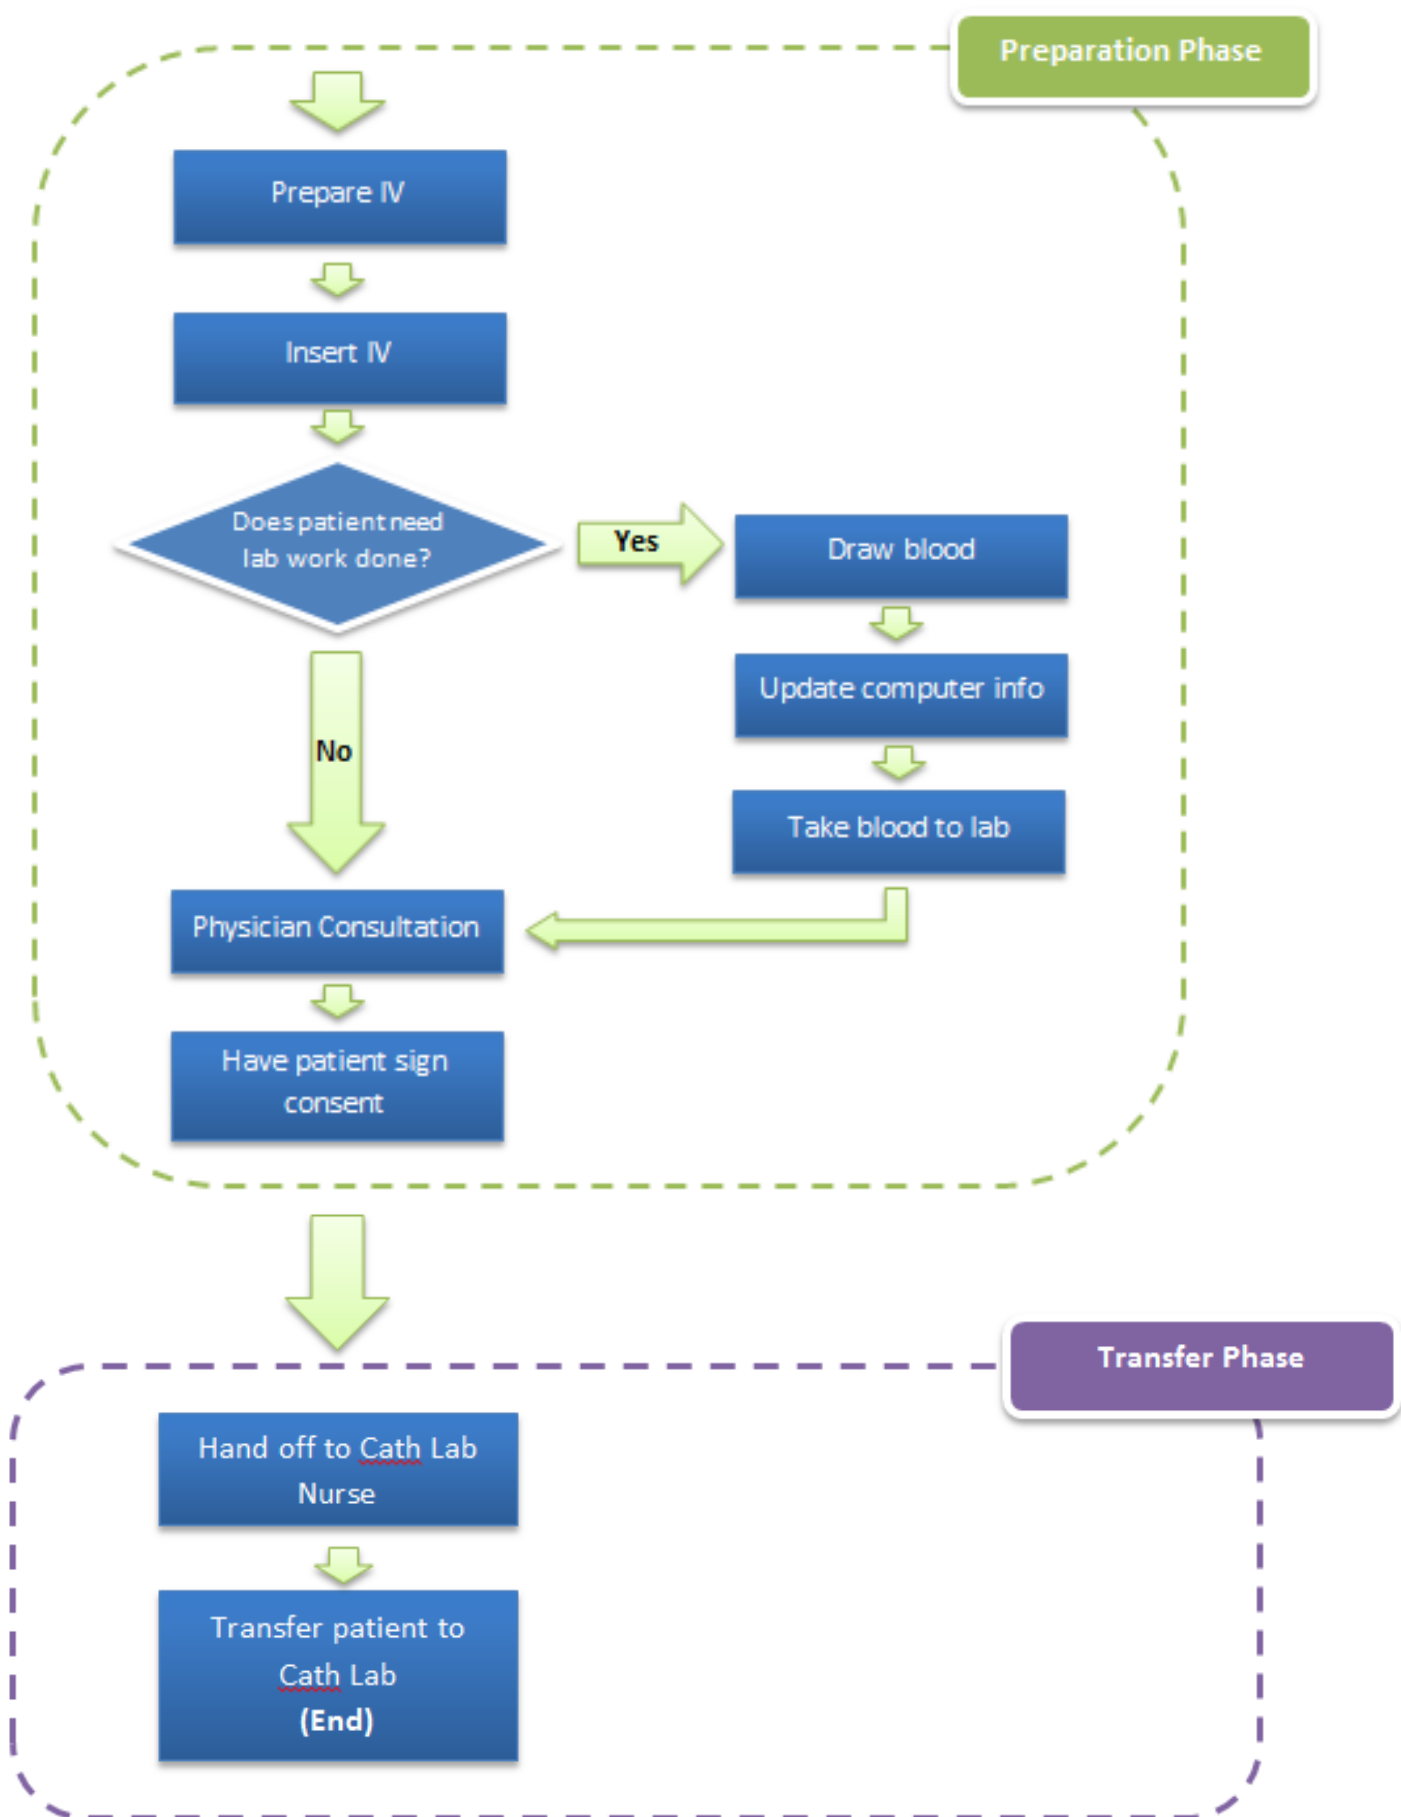 Preparation Phase
Prepare IV
Insert IV
Does patient need
lab work done?
Yes
Draw blood
Update computer info
Take blood to lab
No
Physician Consultation
Have patient sign
consent
Transfer Phase
Hand off to Cath Lab
Nurse
Transfer patient to
Cath Lab
(End)